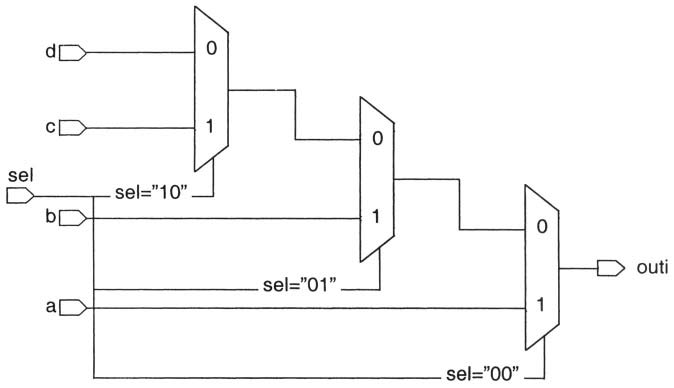 d
0
c
1
sel
sel=”10”
0
b
1
sel=”01”
0
outi
a
1
sel=”00”